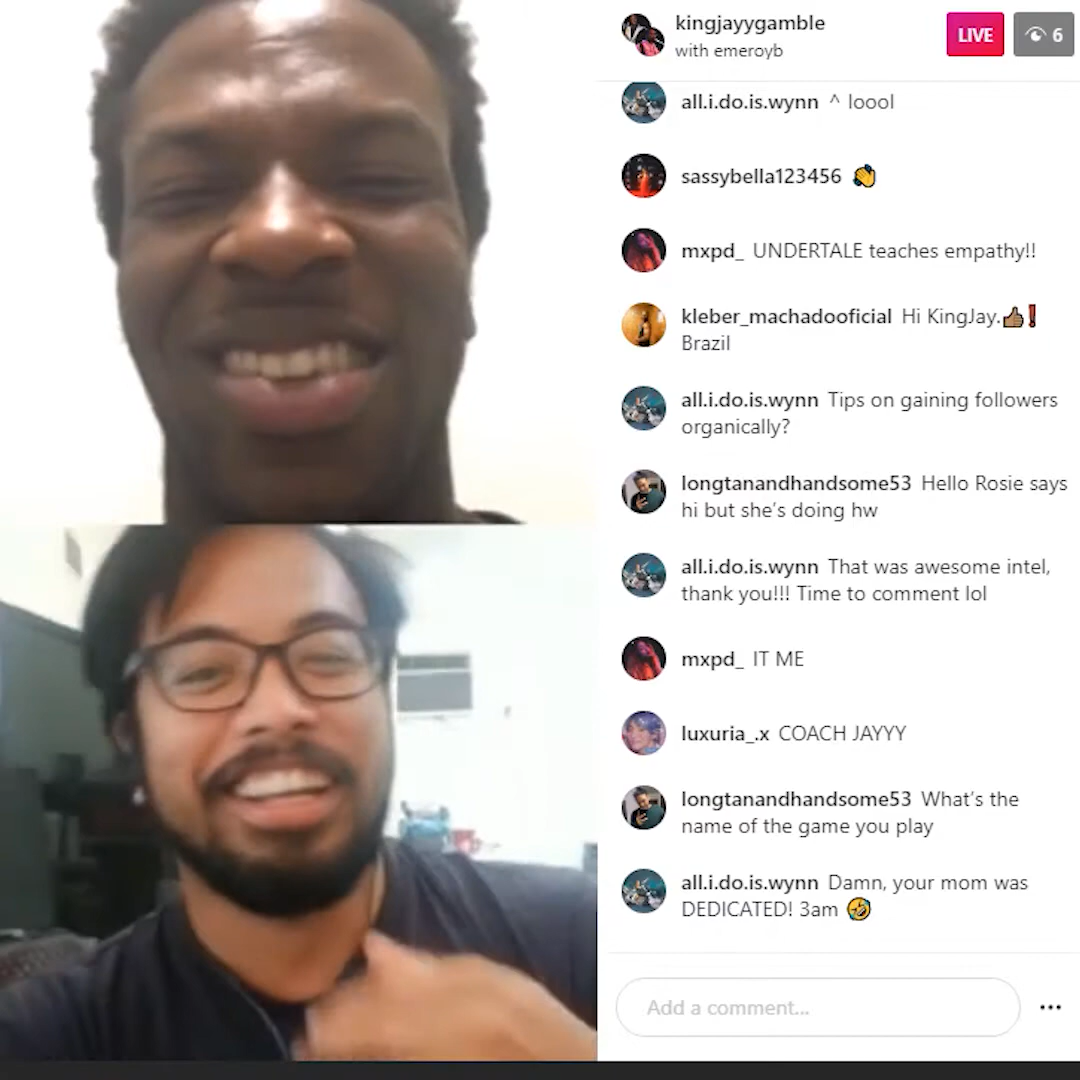 kingjayygamble
with emeroyb
LIVE
6
all.i.do.is.wynn ^ loool
sassybella123456 👏
mxpd_ UNDERTALE teaches empathy!!
kleber_machadooficial Hi KingJay.👍🏽❗
Brazil
all.i.do.is.wynn Tips on gaining followers
organically?
longtanandhandsome53 Hello Rosie says
hi but she's doing hw
all.i.do.is.wynn That was awesome intel,
thank you!!! Time to comment lol
mxpd_ IT ME
luxuria_.x COACH JAYYY
longtanandhandsome53 What's the
name of the game you play
all.i.do.is.wynn Damn, your mom was
DEDICATED! 3am 🤣
Add a comment...